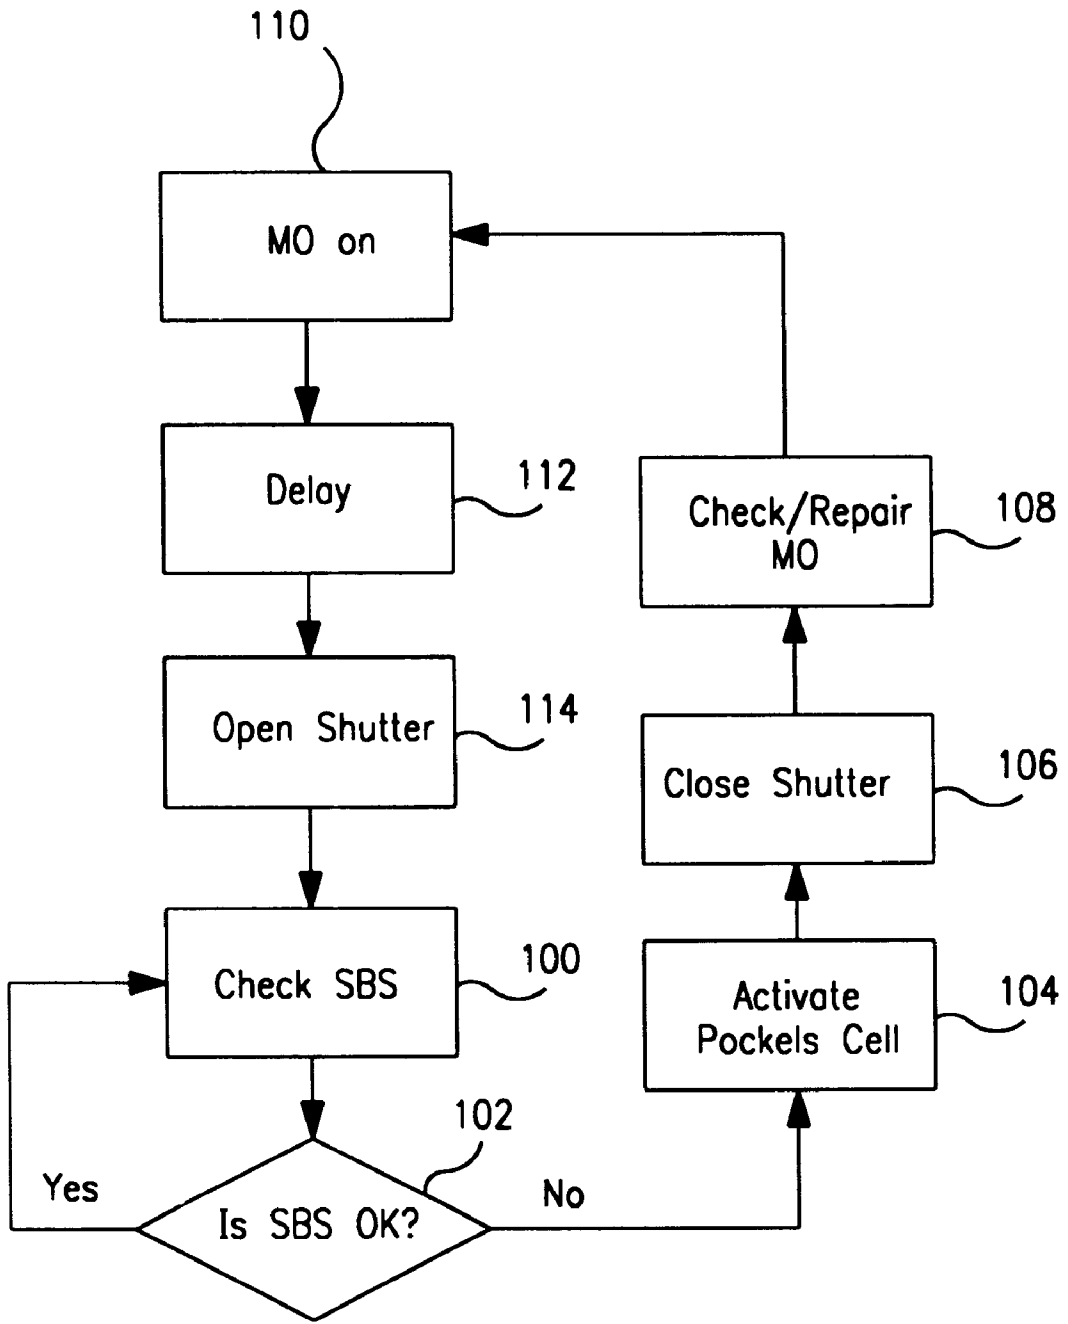 110
MO on
Delay
112
Open Shutter
114
Check SBS
100
102
Is SBS OK?
Yes
No
Activate
Pockels Cell
104
Close Shutter
106
Check/Repair
MO
108